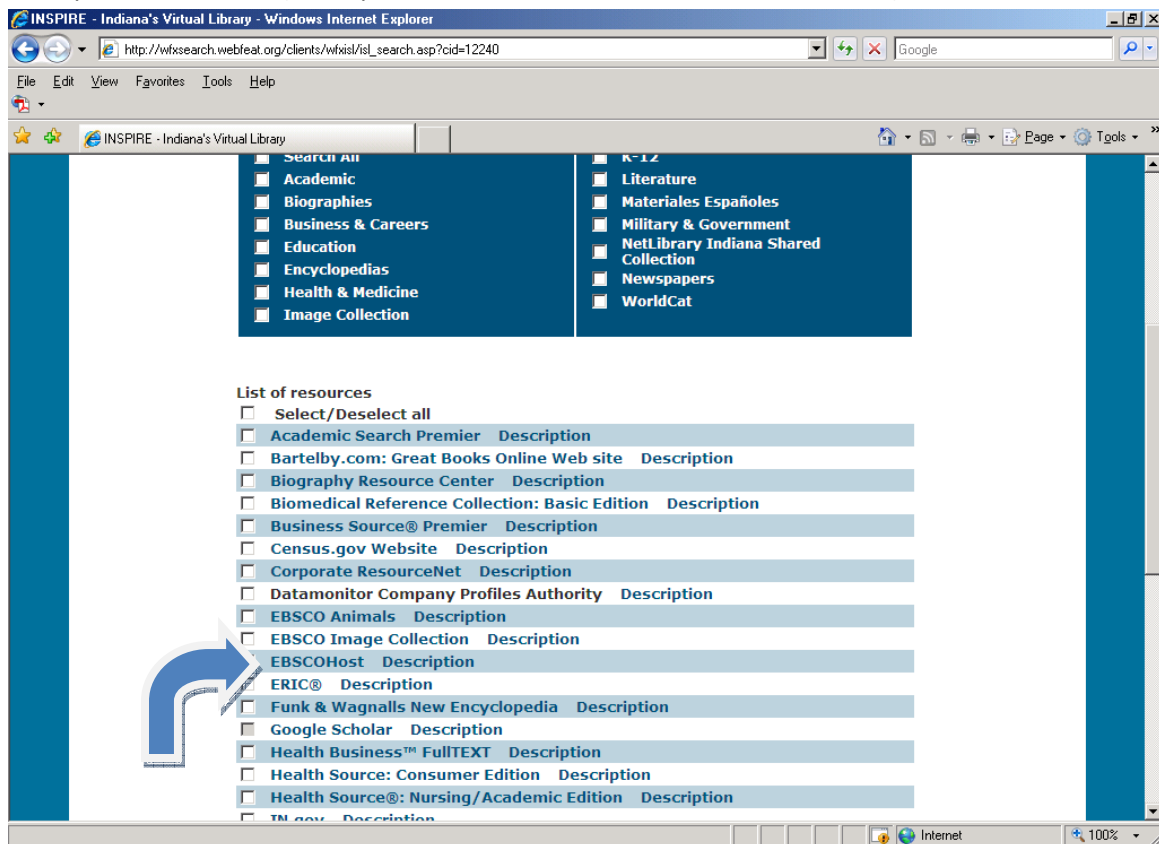 INSPIRE - Indiana's Virtual Library - Windows Internet Explorer
http://wfxsearch.webfeat.org/clients/wfxisl/isl_search.asp?cid=12240
Google
File Edit View Favorites Tools Help
INSPIRE - Indiana's Virtual Library
Page
Tools
»
Search All
Academic
Biographies
Business & Careers
Education
Encyclopedias
Health & Medicine
Image Collection
K-12
Literature
Materiales Españoles
Military & Government
NetLibrary Indiana Shared
Collection
Newspapers
WorldCat
List of resources
Select/Deselect all
Academic Search Premier Description
Bartelby.com: Great Books Online Web site Description
Biography Resource Center Description
Biomedical Reference Collection: Basic Edition Description
Business Source® Premier Description
Census.gov Website Description
Corporate ResourceNet Description
Datamonitor Company Profiles Authority Description
EBSCO Animals Description
EBSCO Image Collection Description
EBSCOHost Description
ERIC® Description
Funk & Wagnalls New Encyclopedia Description
Google Scholar Description
Health Business™ FullTEXT Description
Health Source: Consumer Edition Description
Health Source®: Nursing/Academic Edition Description
IN.gov Description
Internet
100%